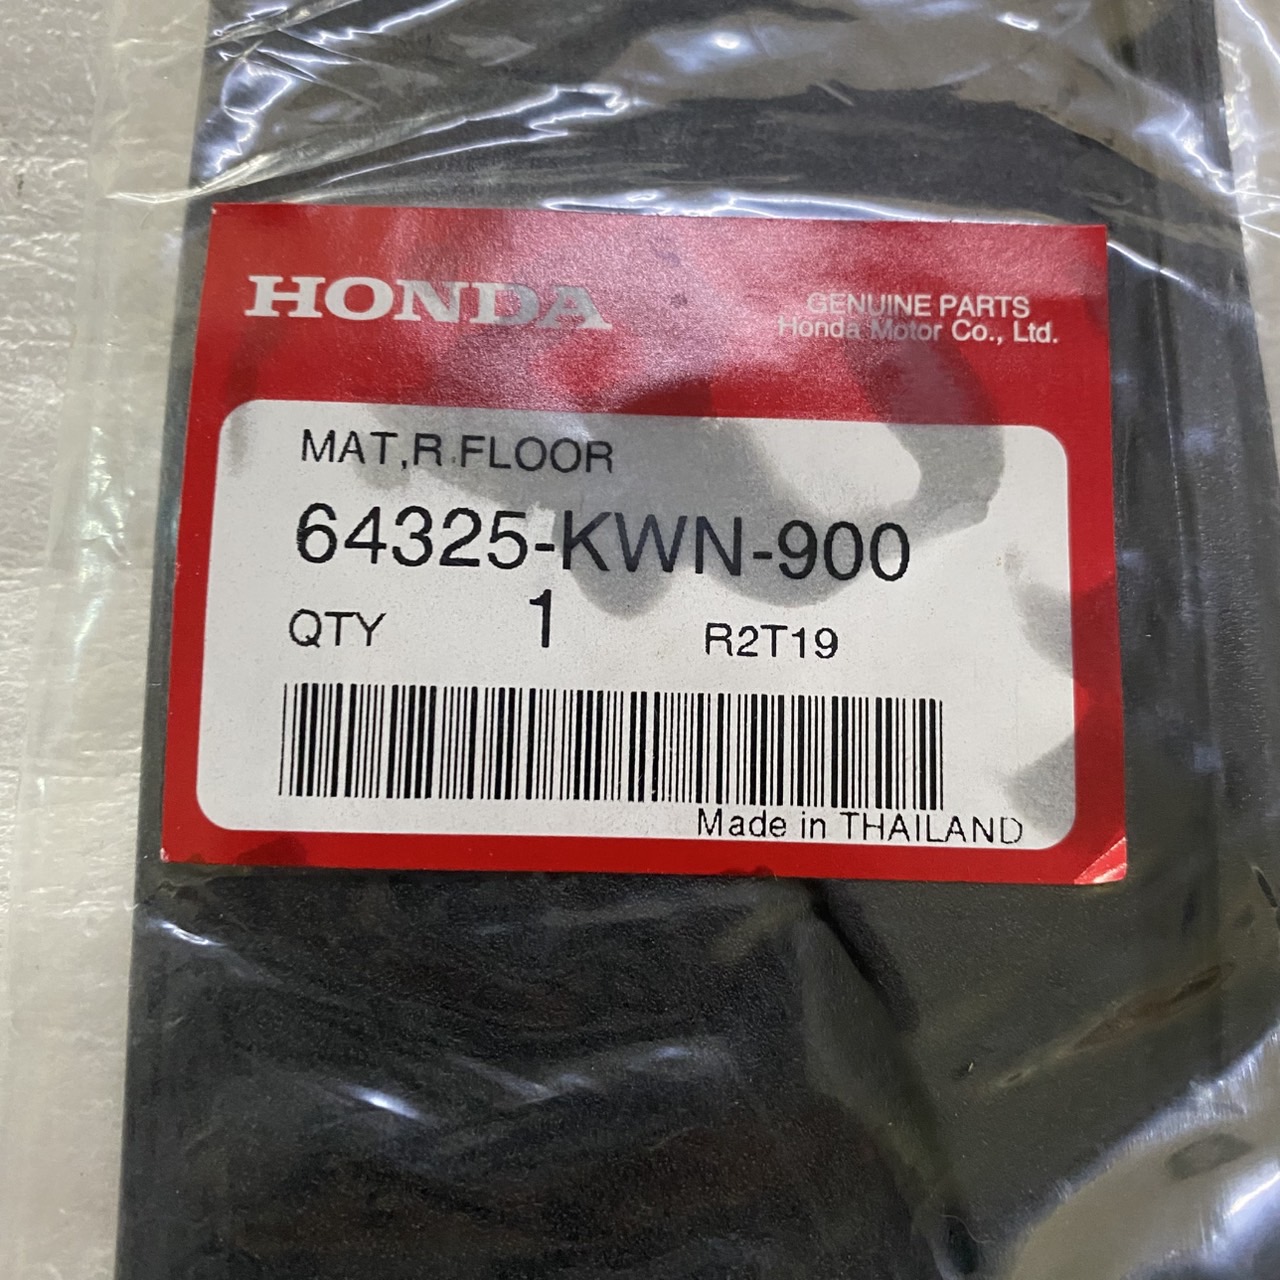 HONDA
GENUINE PARTS
Honda Motor Co., Ltd.
MAT,R.FLOOR
64325-KWN-900
QTY 1 R2T19
Made in THAILAND